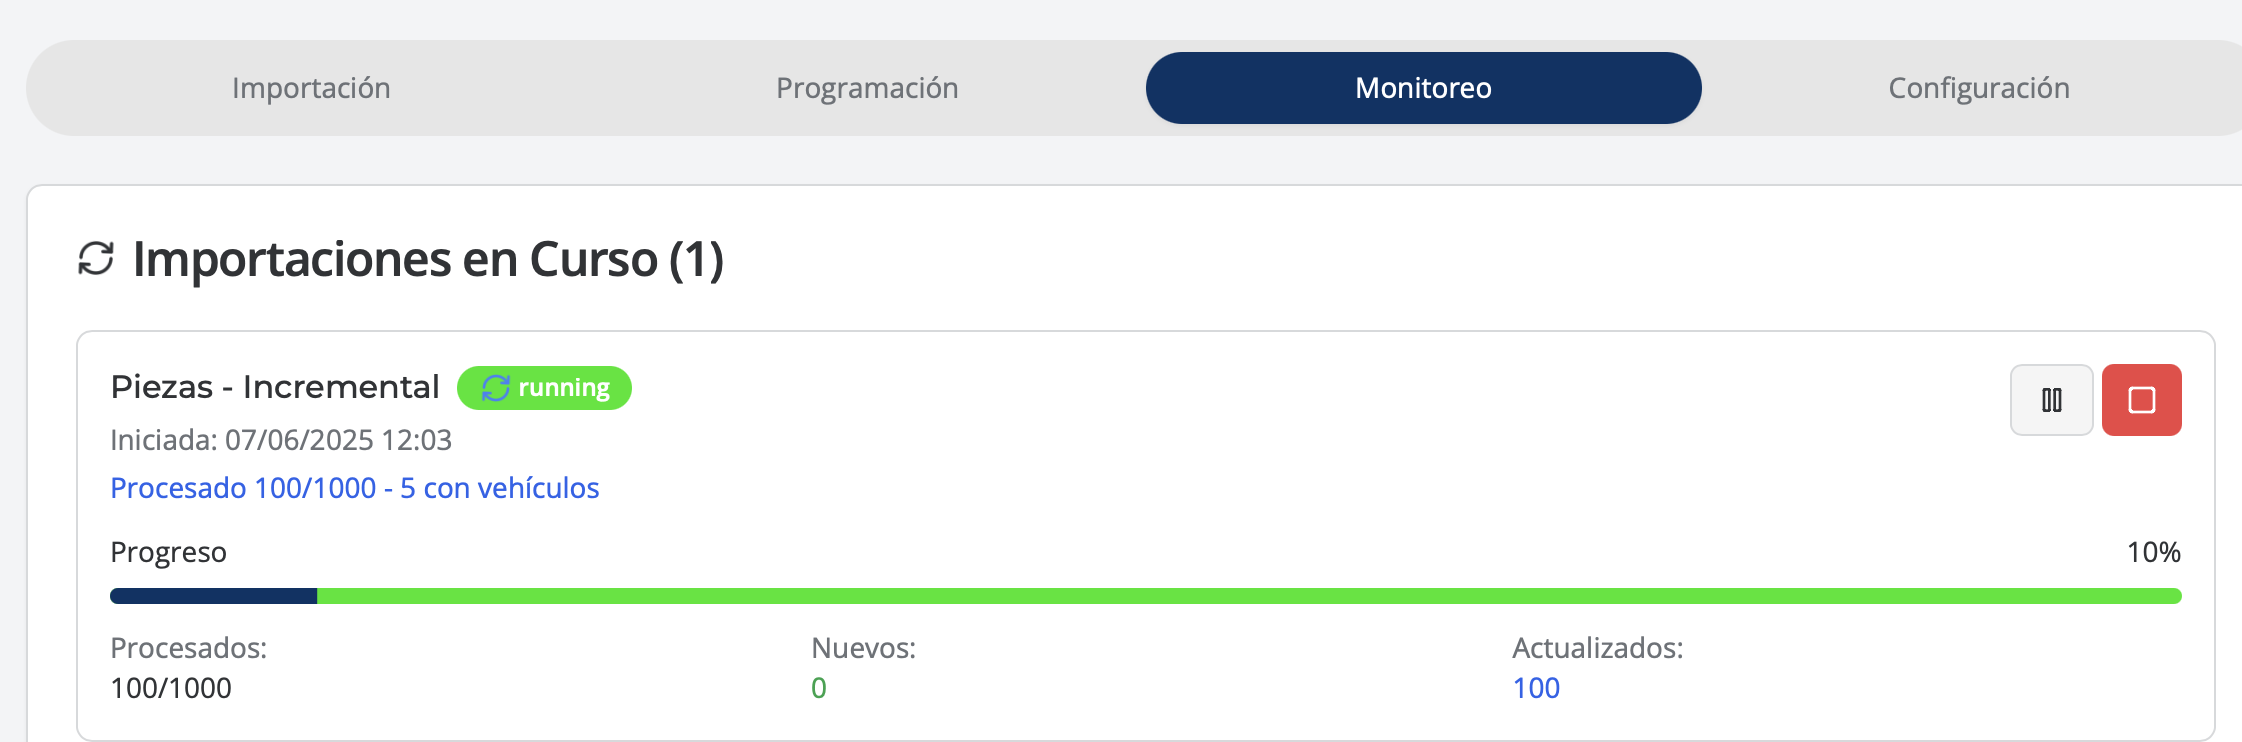 Importación Programación Monitoreo Configuración
Importaciones en Curso (1)
Piezas - Incremental running
Iniciada: 07/06/2025 12:03
Procesado 100/1000 - 5 con vehículos
Progreso 10%
Procesados: Nuevos: Actualizados:
100/1000 0 100